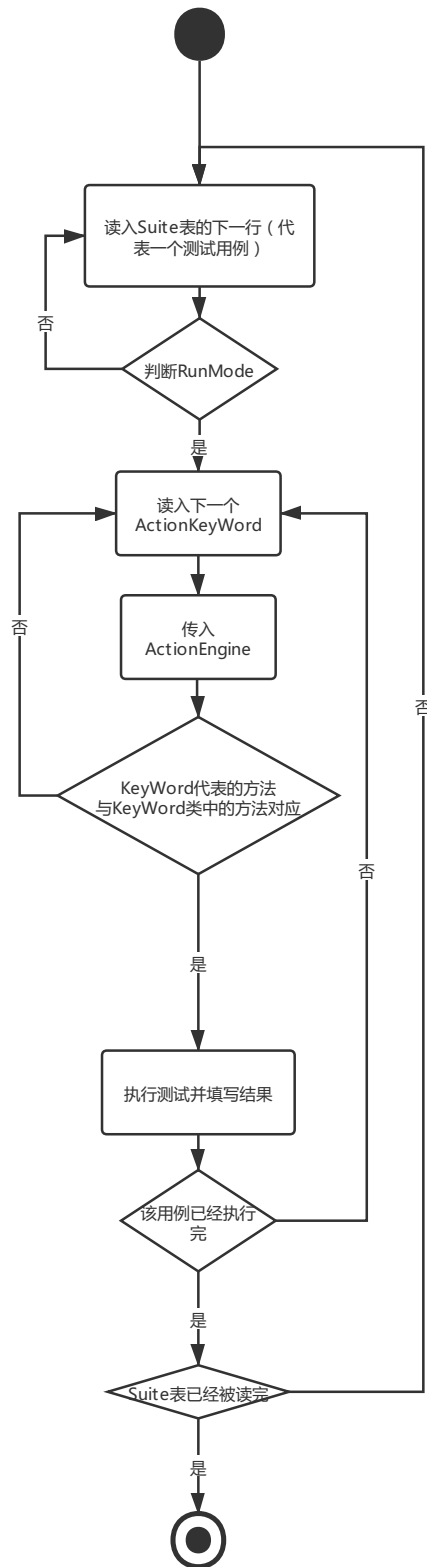 读入Suite表的下一行（代
表一个测试用例）
否
判断RunMode
是
读入下一个
ActionKeyWord
传入
ActionEngine
否
否
KeyWord代表的方法
与KeyWord类中的方法对应
否
是
执行测试并填写结果
该用例已经执行
完
是
Suite表已经被读完
是